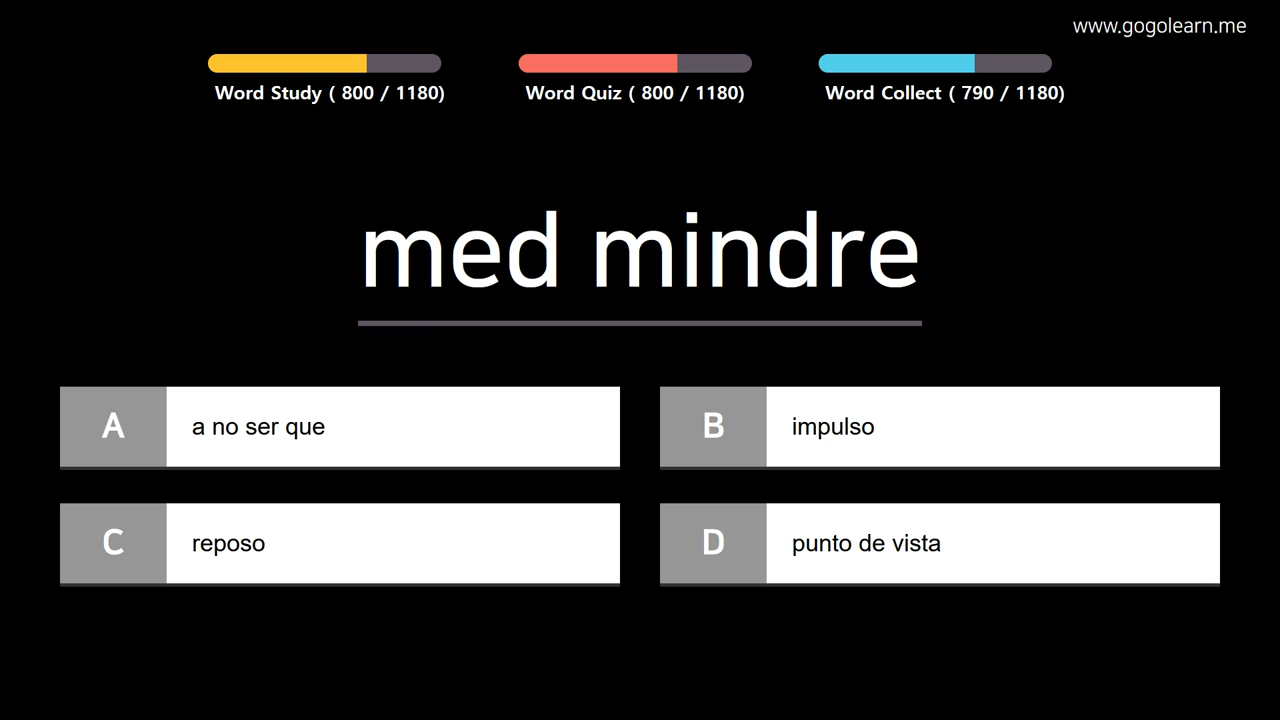 www.gogolearn.me
Word Study ( 800 / 1180)
Word Quiz ( 800 / 1180)
Word Collect ( 790 / 1180)
med mindre
A a no ser que
B impulso
C reposo
D punto de vista